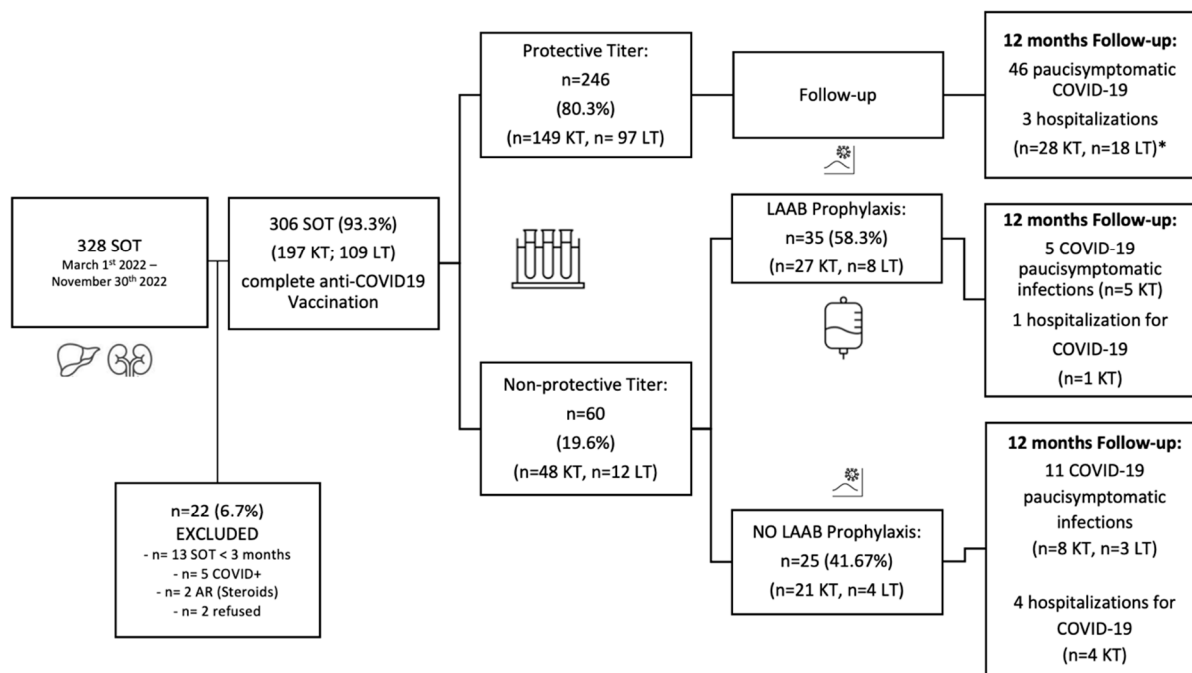 328 SOT
March 1st 2022 –
November 30th 2022
n=22 (6.7%)
EXCLUDED
- n= 13 SOT < 3 months
- n= 5 COVID+
- n= 2 AR (Steroids)
- n= 2 refused
306 SOT (93.3%)
(197 KT; 109 LT)
complete anti-COVID19
Vaccination
Protective Titer:
n=246
(80.3%)
(n=149 KT, n= 97 LT)
Non-protective Titer:
n=60
(19.6%)
(n=48 KT, n=12 LT)
Follow-up
LAAB Prophylaxis:
n=35 (58.3%)
(n=27 KT, n=8 LT)
NO LAAB Prophylaxis:
n=25 (41.67%)
(n=21 KT, n=4 LT)
12 months Follow-up:
46 paucisymptomatic
COVID-19
3 hospitalizations
(n=28 KT, n=18 LT)*
12 months Follow-up:
5 COVID-19
paucisymptomatic
infections (n=5 KT)
1 hospitalization for
COVID-19
(n=1 KT)
12 months Follow-up:
11 COVID-19
paucisymptomatic
infections
(n=8 KT, n=3 LT)
4 hospitalizations for
COVID-19
(n=4 KT)